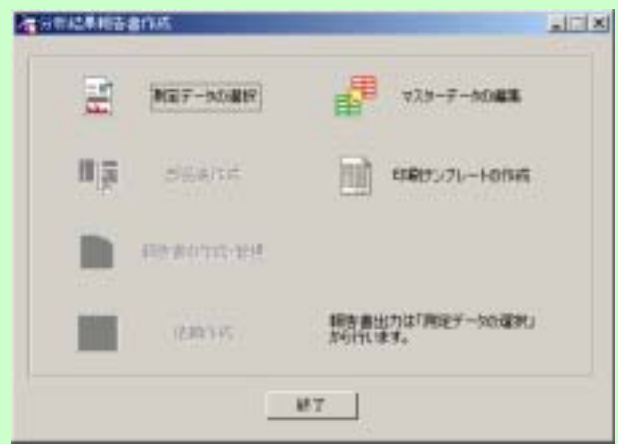 分析結果報告書作成
測定データの選択
マスターデータの編集
印刷テンプレートの作成
報告書出力は「測定データの選択」
から行います。
終了